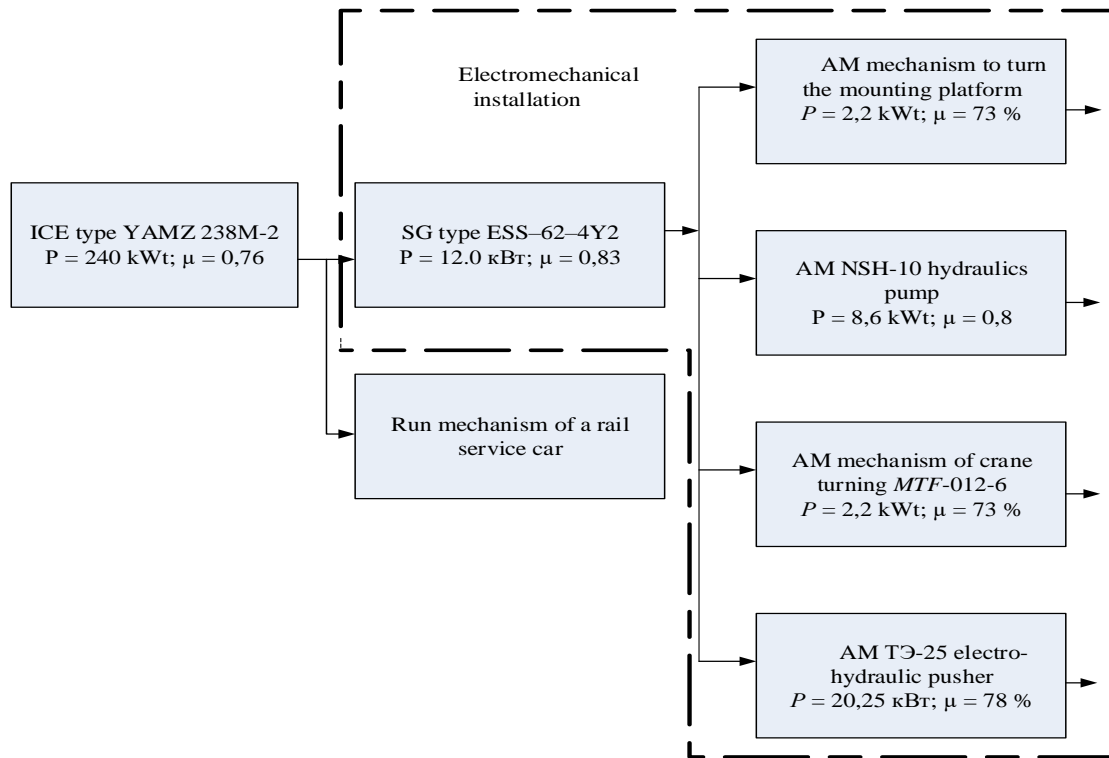 Electromechanical
installation
ICE type YAMZ 238M-2
P = 240 kWt; μ = 0,76
SG type ESS–62–4Y2
P = 12.0 кВт; μ = 0,83
Run mechanism of a rail
service car
AM mechanism to turn
the mounting platform
P = 2,2 kWt; μ = 73 %
AM NSH-10 hydraulics
pump
P = 8,6 kWt; μ = 0,8
AM mechanism of crane
turning MTF-012-6
P = 2,2 kWt; μ = 73 %
AM ТЭ-25 electro-
hydraulic pusher
P = 20,25 кВт; μ = 78 %